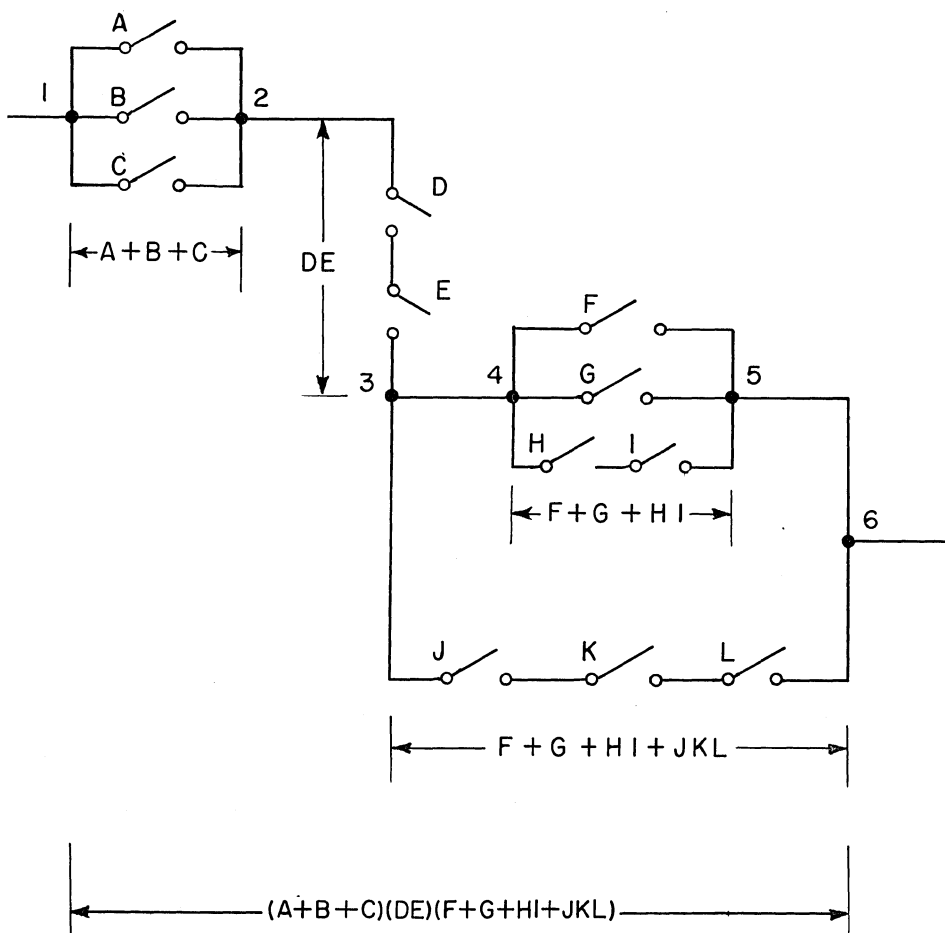 A
1
B
2
C
D
A+B+C
DE
E
F
3
4
G
5
H
I
F+G+HI
6
J
K
L
F+G+HI+JKL
(A+B+C)(DE)(F+G+HI+JKL)